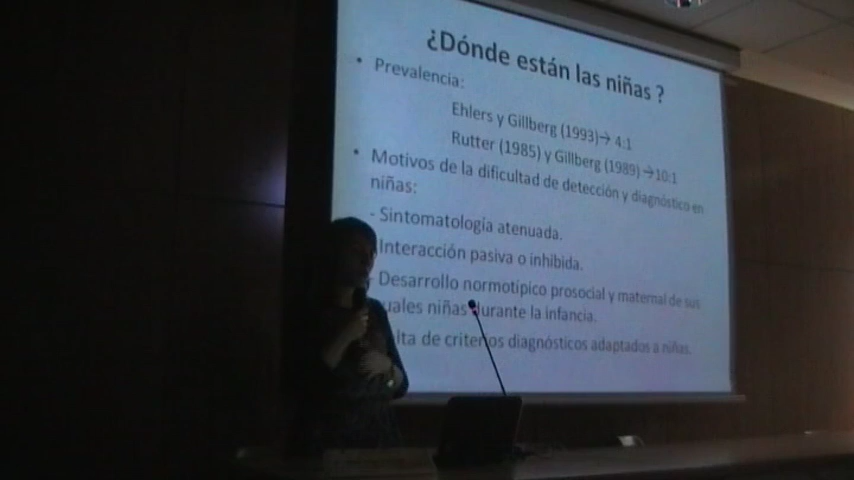 ¿Dónde están las niñas ?
• Prevalencia:
Ehlers y Gillberg (1993)→ 4:1
Rutter (1985) y Gillberg (1989) →10:1
• Motivos de la dificultad de detección y diagnóstico en
niñas:
- Sintomatología atenuada.
Interacción pasiva o inhibida.
- Desarrollo normotípico prosocial y maternal de sus
niñas durante la infancia.
de criterios diagnósticos adaptados a niñas.